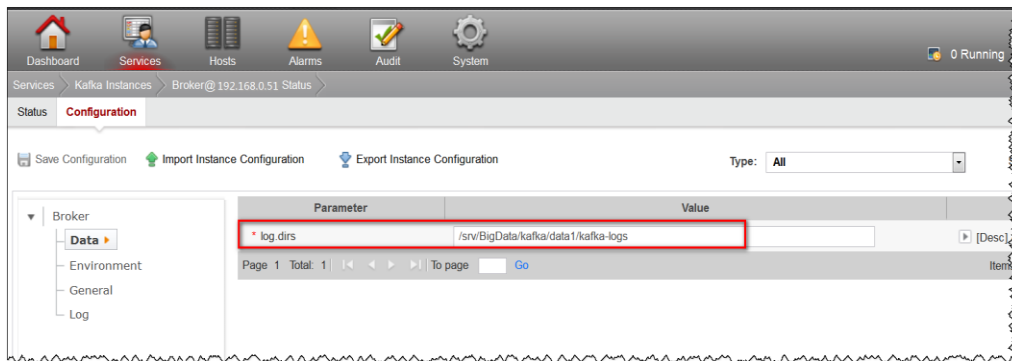 Dashboard Services Hosts Alarms Audit System
0 Running
Services Kafka Instances Broker@192.168.0.51 Status
Status Configuration
Save Configuration Import Instance Configuration Export Instance Configuration Type: All
Broker
Data
Environment
General
Log
Parameter Value
* log.dirs /srv/BigData/kafka/data1/kafka-logs [Desc]
Page 1 Total: 1 To page Go